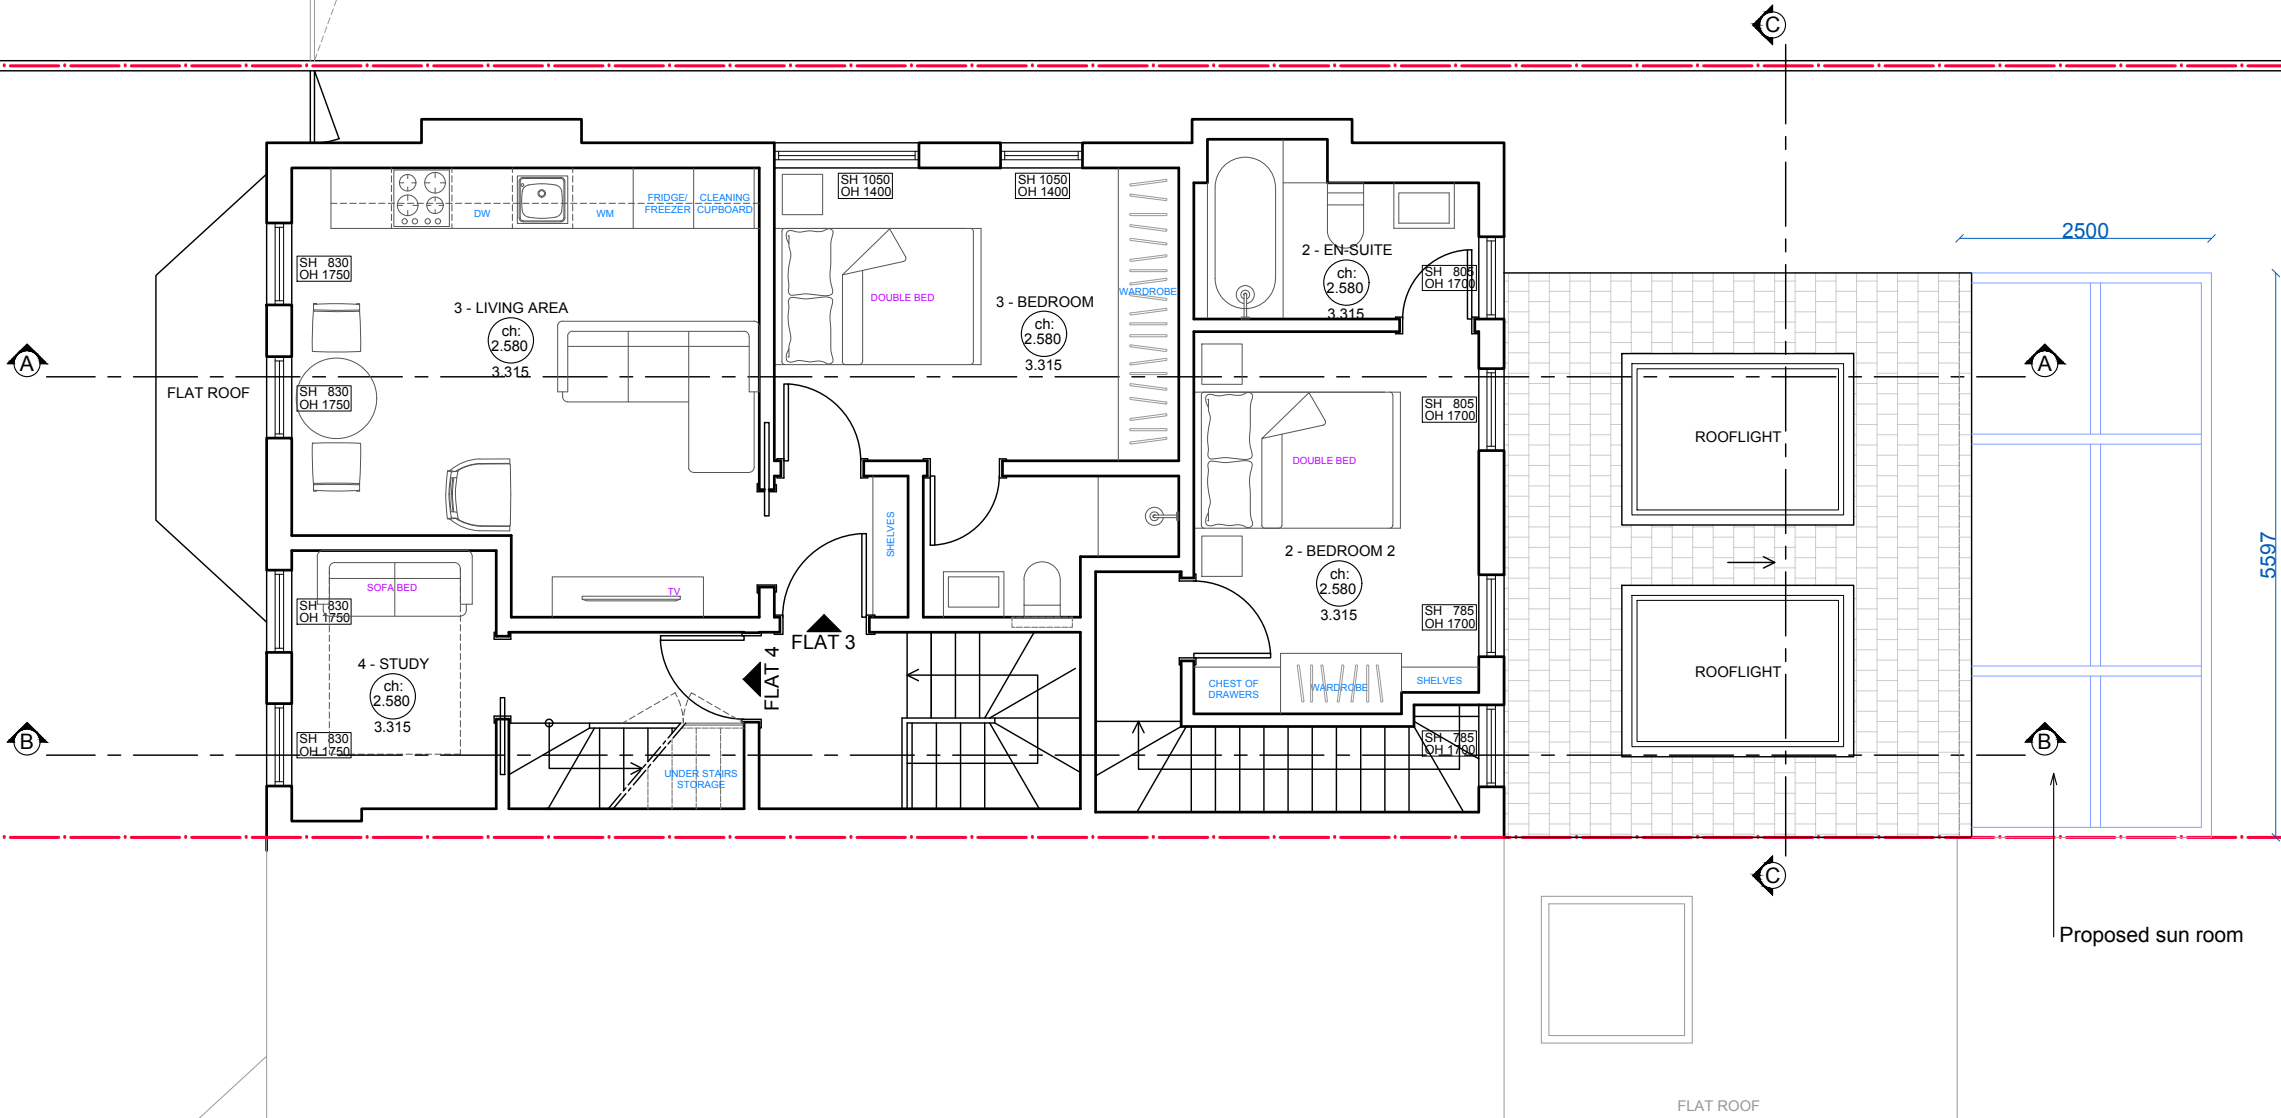 C
2500
SH 1050
OH 1400
SH 1050
OH 1400
FRIDGE/
FREEZER
CLEANING
CUPBOARD
DW
WM
2 - EN-SUITE
ch:
2.580
3.315
SH 830
OH 1750
SH 805
OH 1700
DOUBLE BED
WARDROBE
3 - LIVING AREA
ch:
2.580
3.315
3 - BEDROOM
ch:
2.580
3.315
A
A
FLAT ROOF
SH 830
OH 1750
SH 805
OH 1700
ROOFLIGHT
DOUBLE BED
SHELVES
2 - BEDROOM 2
ch:
2.580
3.315
5597
SOFA BED
TV
SH 830
OH 1750
SH 785
OH 1700
FLAT 3
FLAT 4
4 - STUDY
ch:
2.580
3.315
ROOFLIGHT
CHEST OF
DRAWERS
WARDROBE
SHELVES
B
B
SH 830
OH 1750
SH 785
OH 1700
UNDER STAIRS
STORAGE
C
Proposed sun room
FLAT ROOF